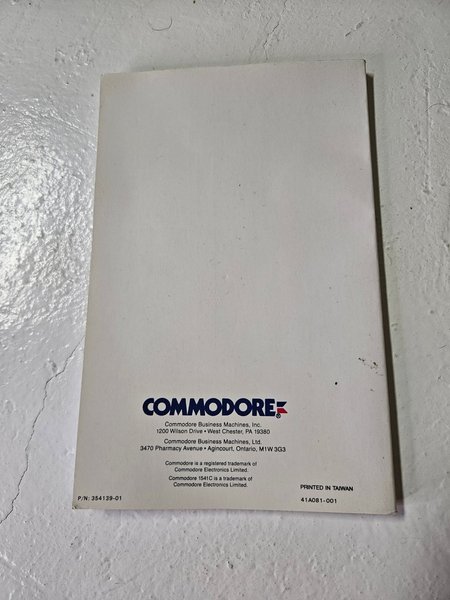 COMMODORE®
Commodore Business Machines, Inc.
1200 Wilson Drive • West Chester, PA 19380
Commodore Business Machines, Ltd.
3470 Pharmacy Avenue • Agincourt, Ontario, M1W 3G3
Commodore is a registered trademark of
Commodore Electronics Limited.
Commodore 1541C is a trademark of
Commodore Electronics Limited.
P/N: 354139-01
PRINTED IN TAIWAN
41A081-001